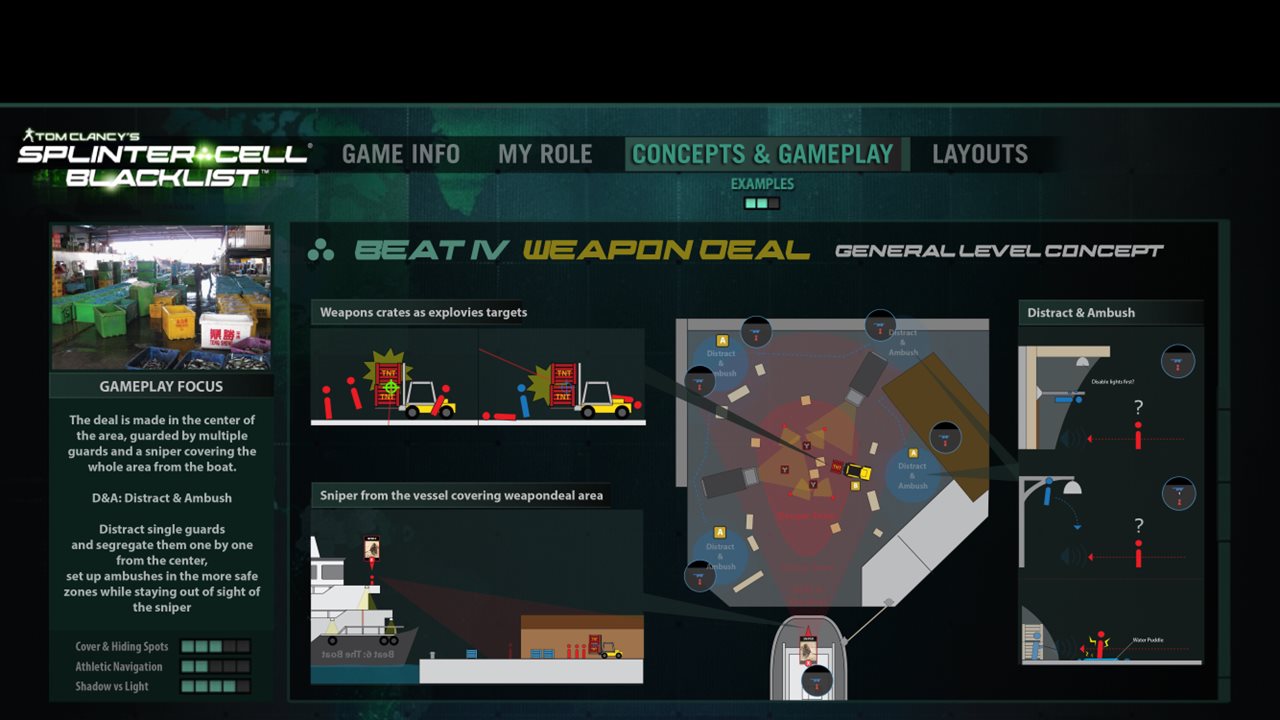 TOM CLANCY'S
SPLINTER CELL
BLACKLIST™
GAME INFO
MY ROLE
CONCEPTS & GAMEPLAY
LAYOUTS
EXAMPLES
BEAT IV WEAPON DEAL GENERAL LEVEL CONCEPT
GAMEPLAY FOCUS
The deal is made in the center of
the area, guarded by multiple
guards and a sniper covering the
whole area from the boat.
D&A: Distract & Ambush
Distract single guards
and segregate them one by one
from the center,
set up ambushes in the more safe
zones while staying out of sight of
the sniper
Cover & Hiding Spots
Athletic Navigation
Shadow vs Light
Weapons crates as explovies targets
TNT
TNT
TNT
TNT
Sniper from the vessel covering weapondeal area
Beat 6: The Boat
TNT
A
Distract
&
Ambush
Distract
&
Ambush
A
Distract
&
Ambush
A
Distract
&
Ambush
TNT
B
Distract & Ambush
Disable lights first?
?
?
Water Puddle